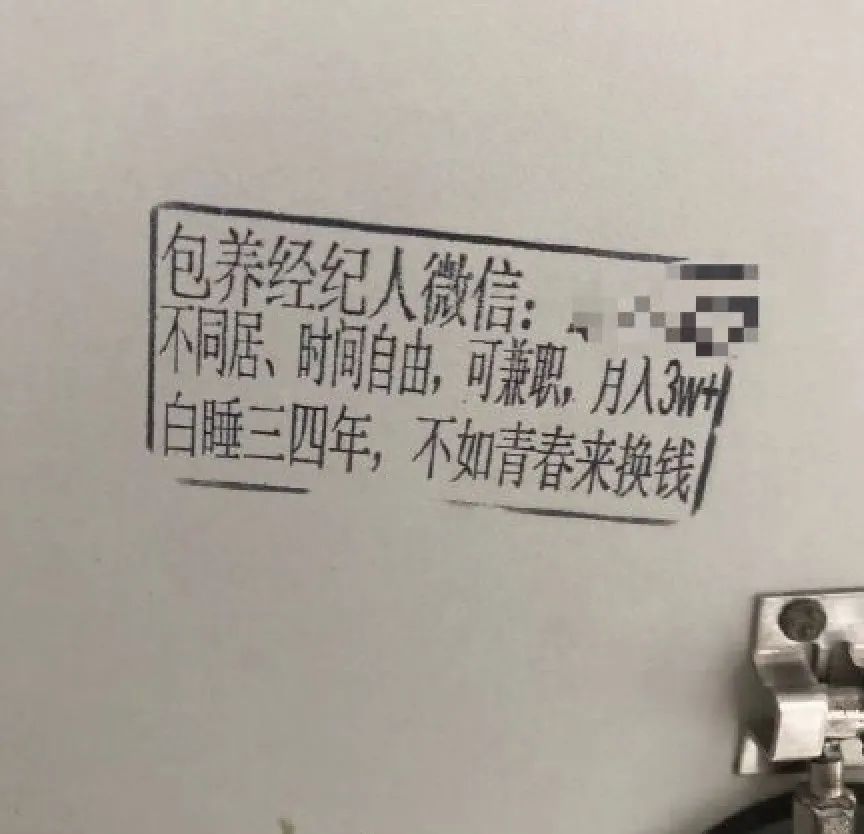 包养经纪人微信:
不同居、时间自由,可兼职,月入3w+
白睡三四年,不如青春来换钱